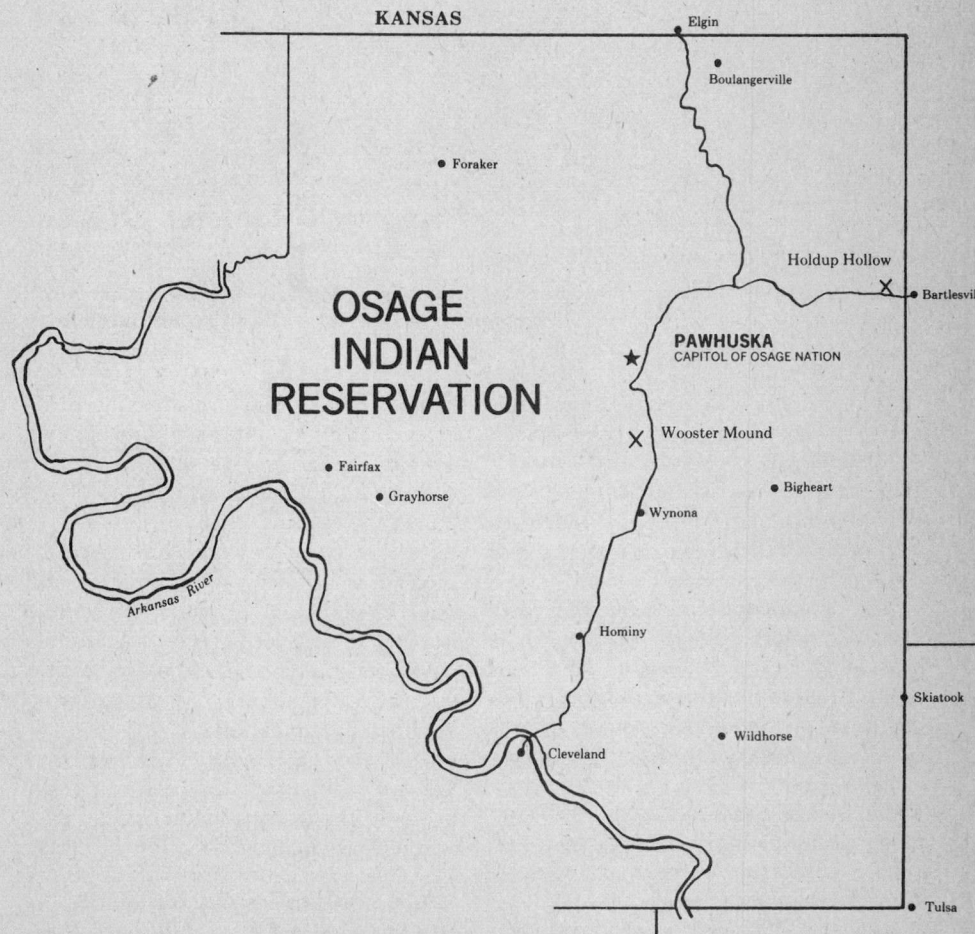 KANSAS
Elgin
Boulangerville
Foraker
Holdup Hollow
Bartlesvil
OSAGE
INDIAN
RESERVATION
PAWHUSKA
CAPITOL OF OSAGE NATION
Wooster Mound
Fairfax
Grayhorse
Bigheart
Wynona
Arkansas River
Hominy
Skiatook
Wildhorse
Cleveland
Tulsa